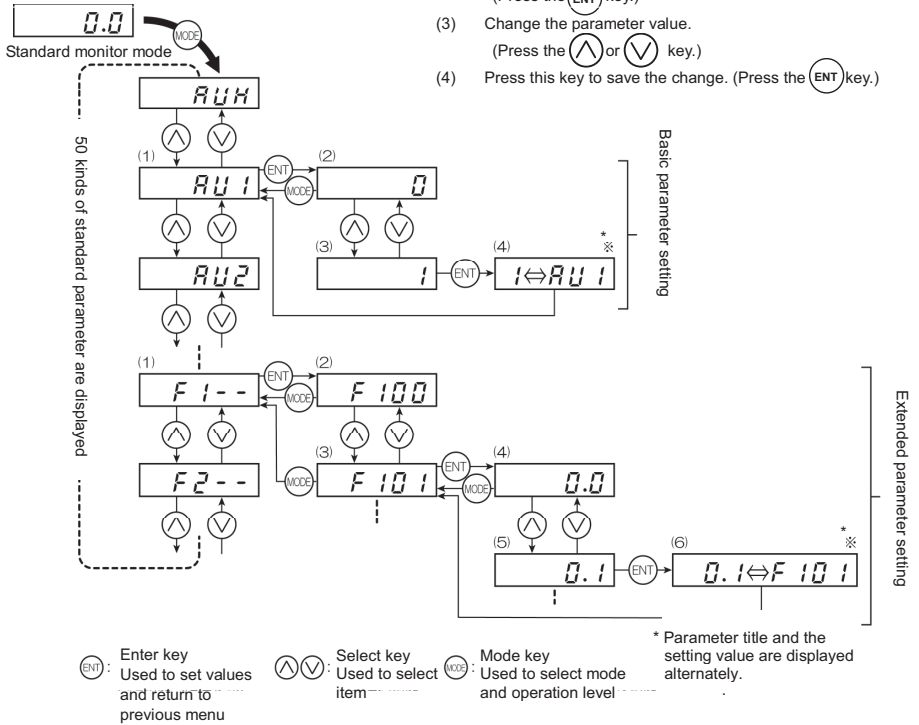 (Press the ENT key.)
(3) Change the parameter value.
(Press the or key.)
(4) Press this key to save the change. (Press the ENT key.)
0.0
MODE
Standard monitor mode
AUH
(1)
ENT
(2)
AU1
MODE
0
(3)
(4)
*
※
AU2
1
ENT
1⇔AU1
Basic parameter setting
50 kinds of standard parameter are displayed
(1)
ENT
(2)
F1--
MODE
F100
(3)
ENT
(4)
F2--
MODE
F101
MODE
0.0
(5)
(6)
*
※
0.1
ENT
0.1⇔F101
Extended parameter setting
* Parameter title and the
setting value are displayed
alternately.
ENT : Enter key
Used to set values
and return to
previous menu
: Select key
Used to select
item
MODE : Mode key
Used to select mode
and operation level